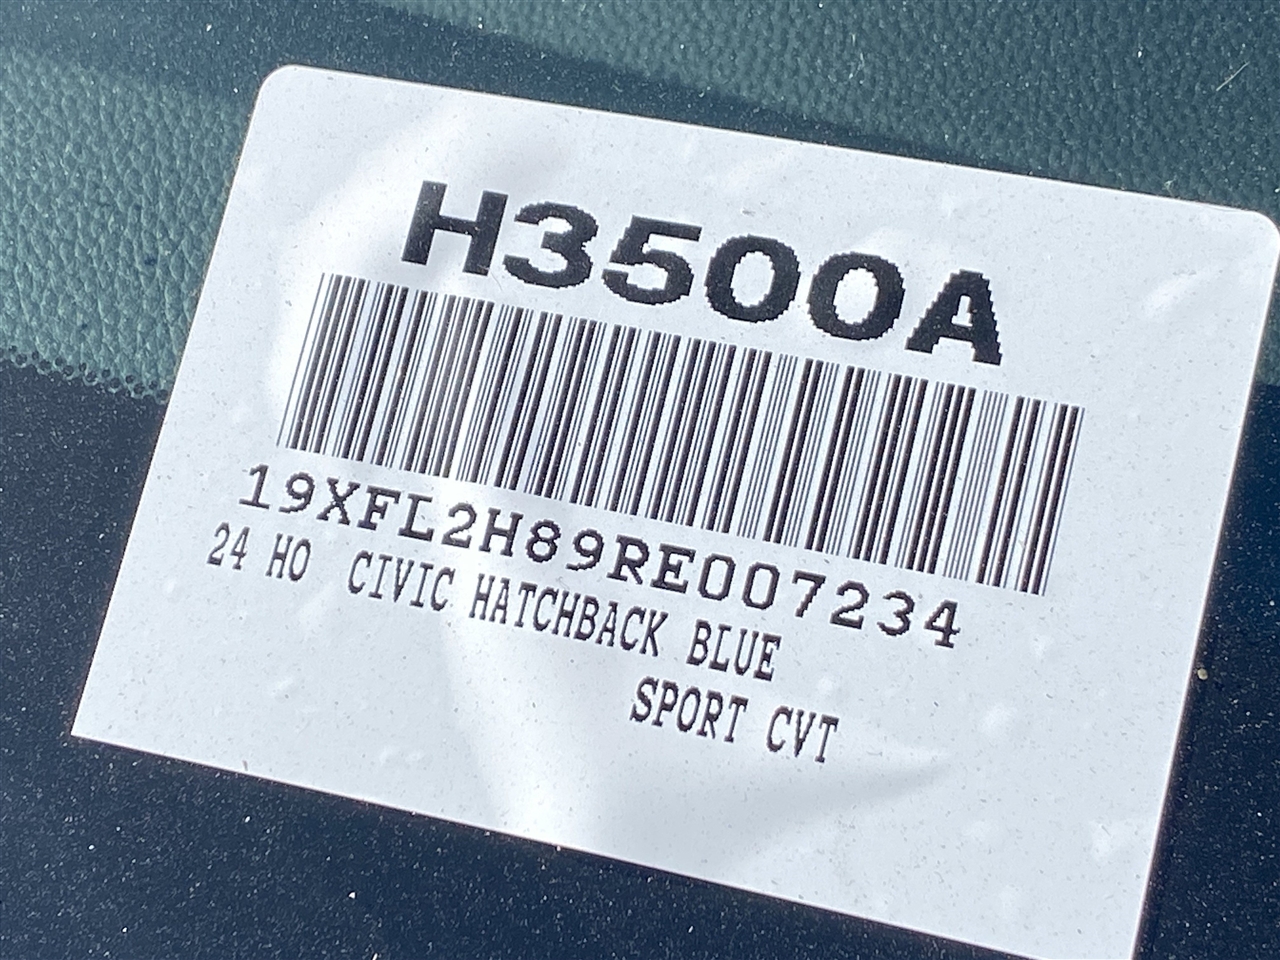 H3500A
19XFL2H89RE007234
24 HO CIVIC HATCHBACK BLUE
SPORT CVT